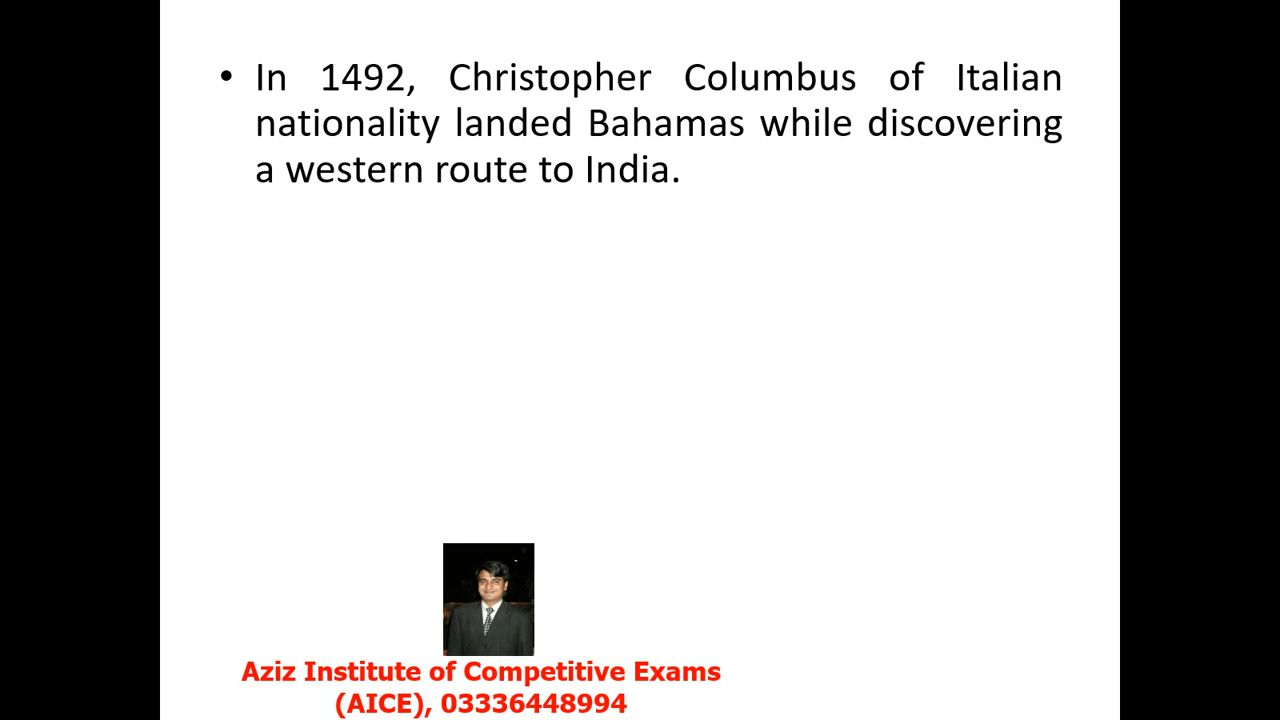 • In 1492, Christopher Columbus of Italian
nationality landed Bahamas while discovering
a western route to India.
Aziz Institute of Competitive Exams
(AICE), 03336448994